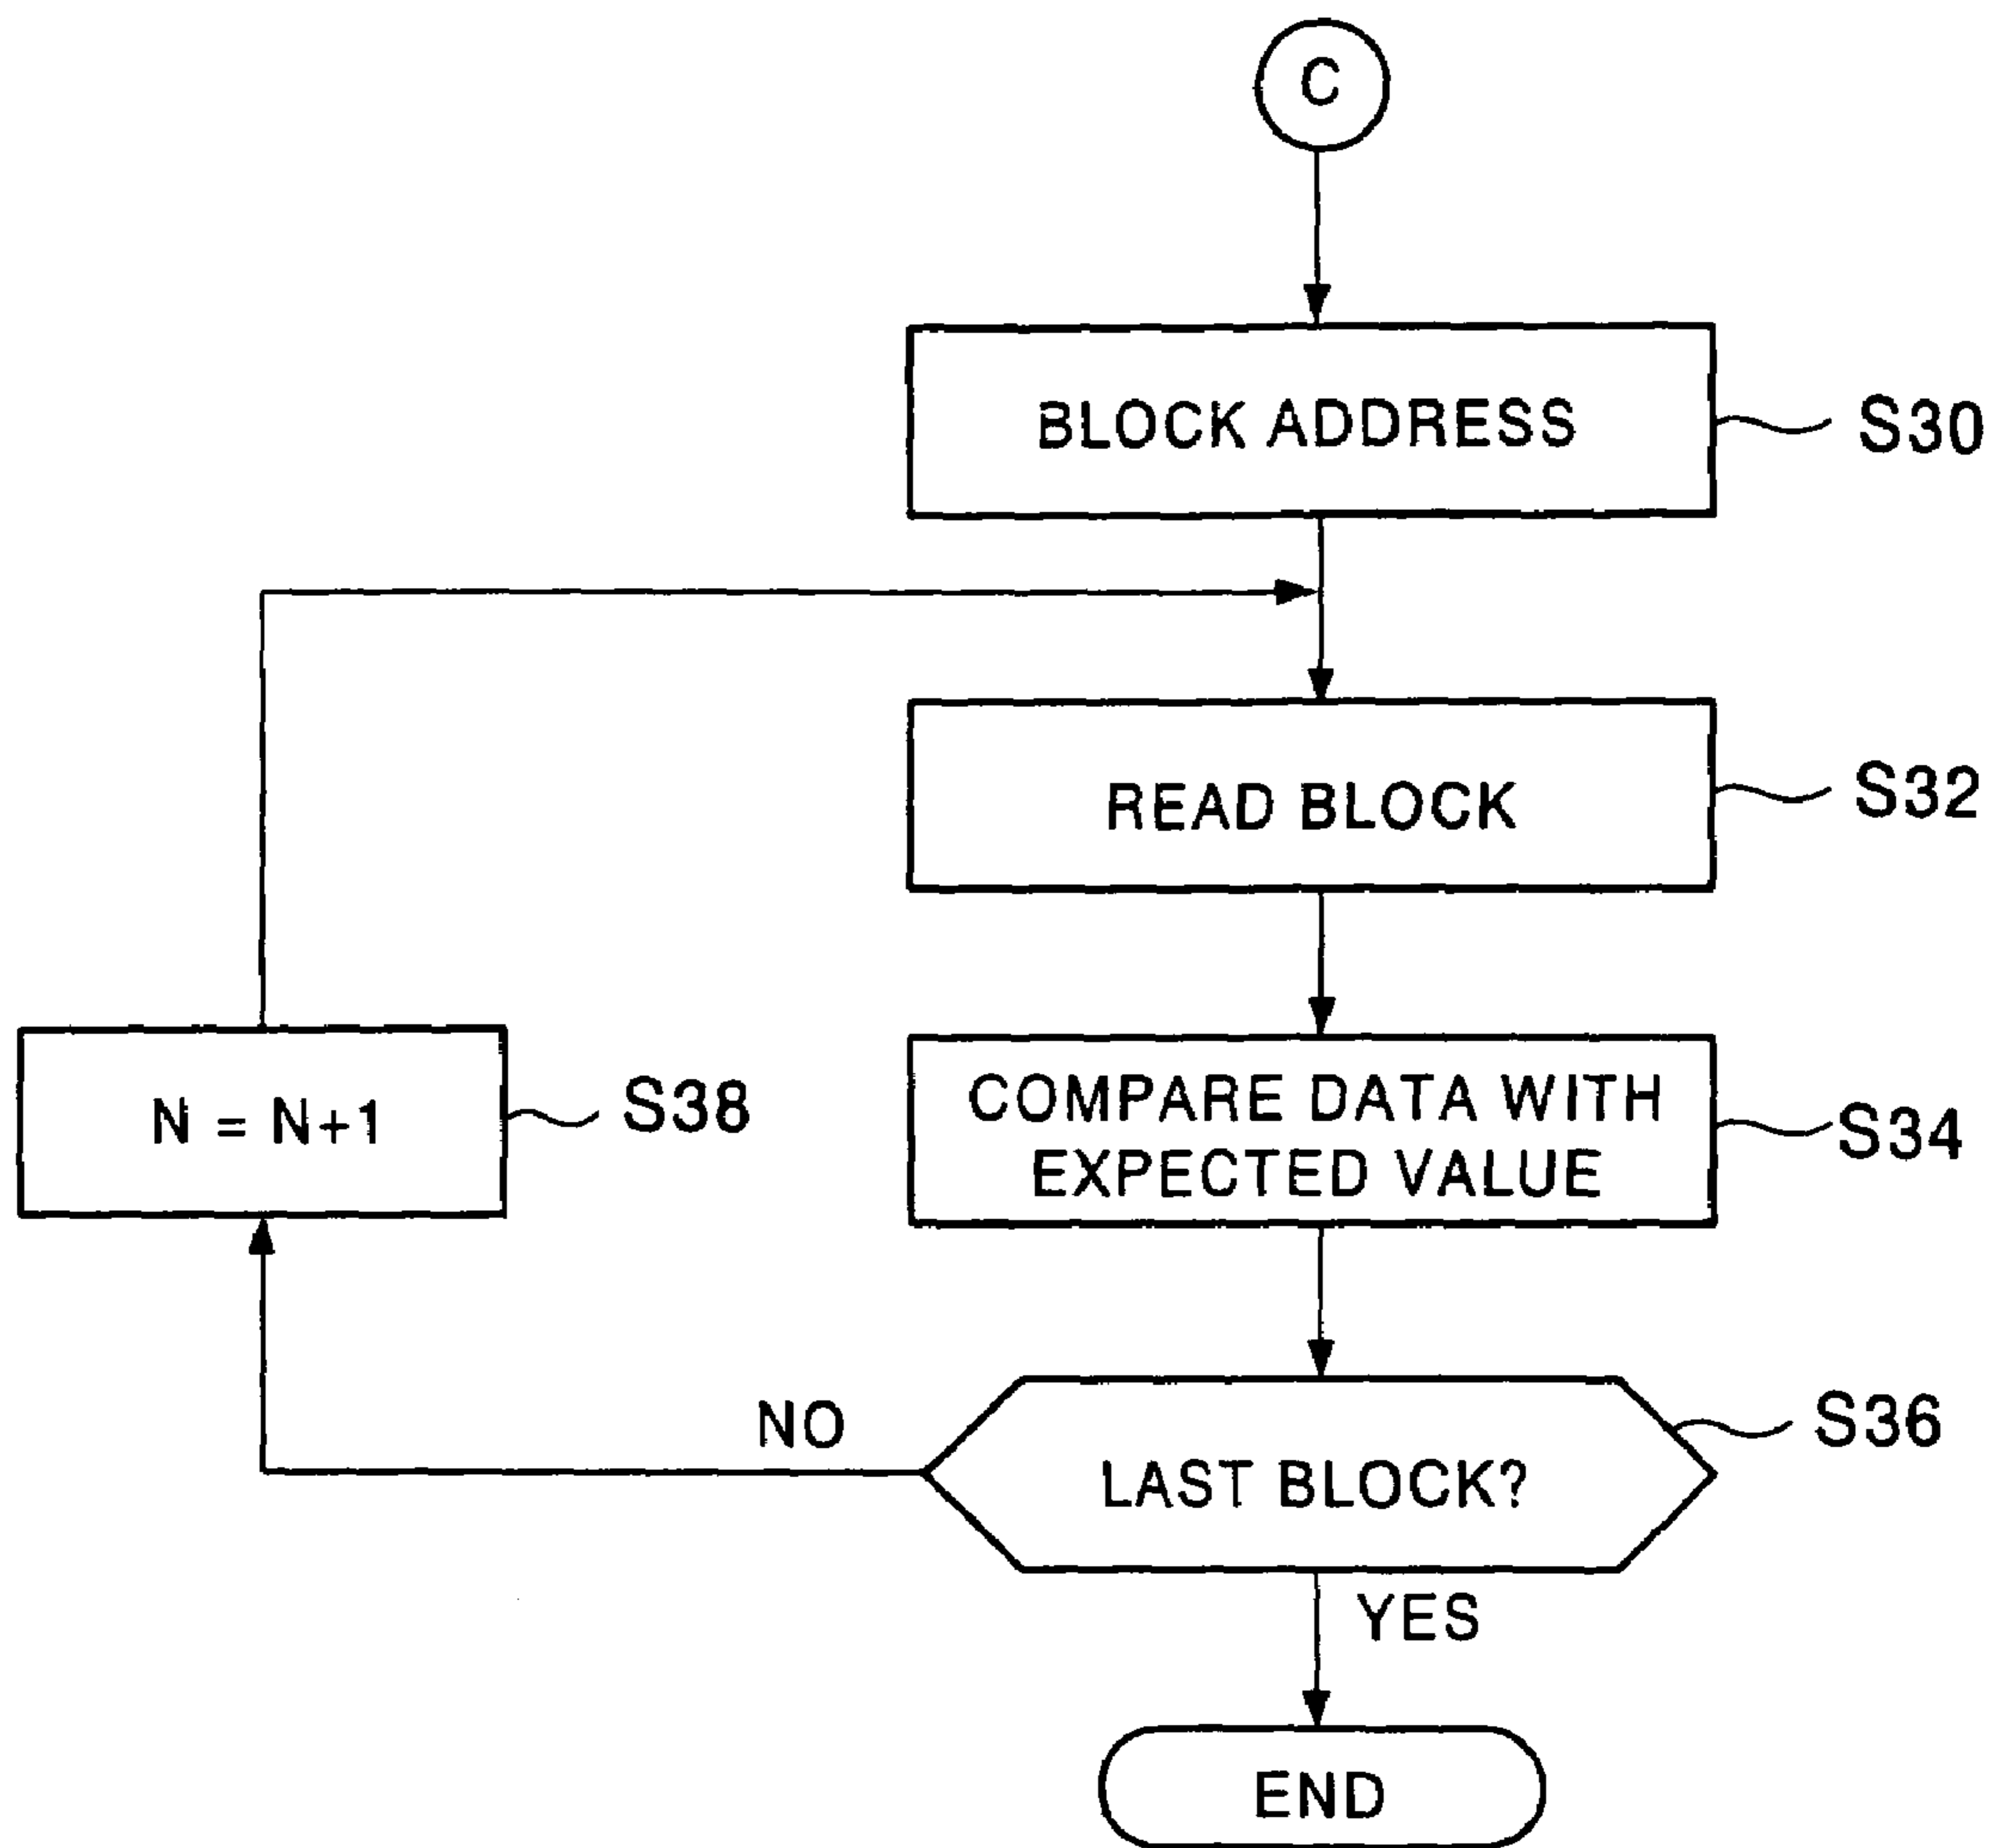 C
BLOCK ADDRESS
S30
READ BLOCK
S32
N = N+1
S38
COMPARE DATA WITH
EXPECTED VALUE
S34
NO
LAST BLOCK?
S36
YES
END